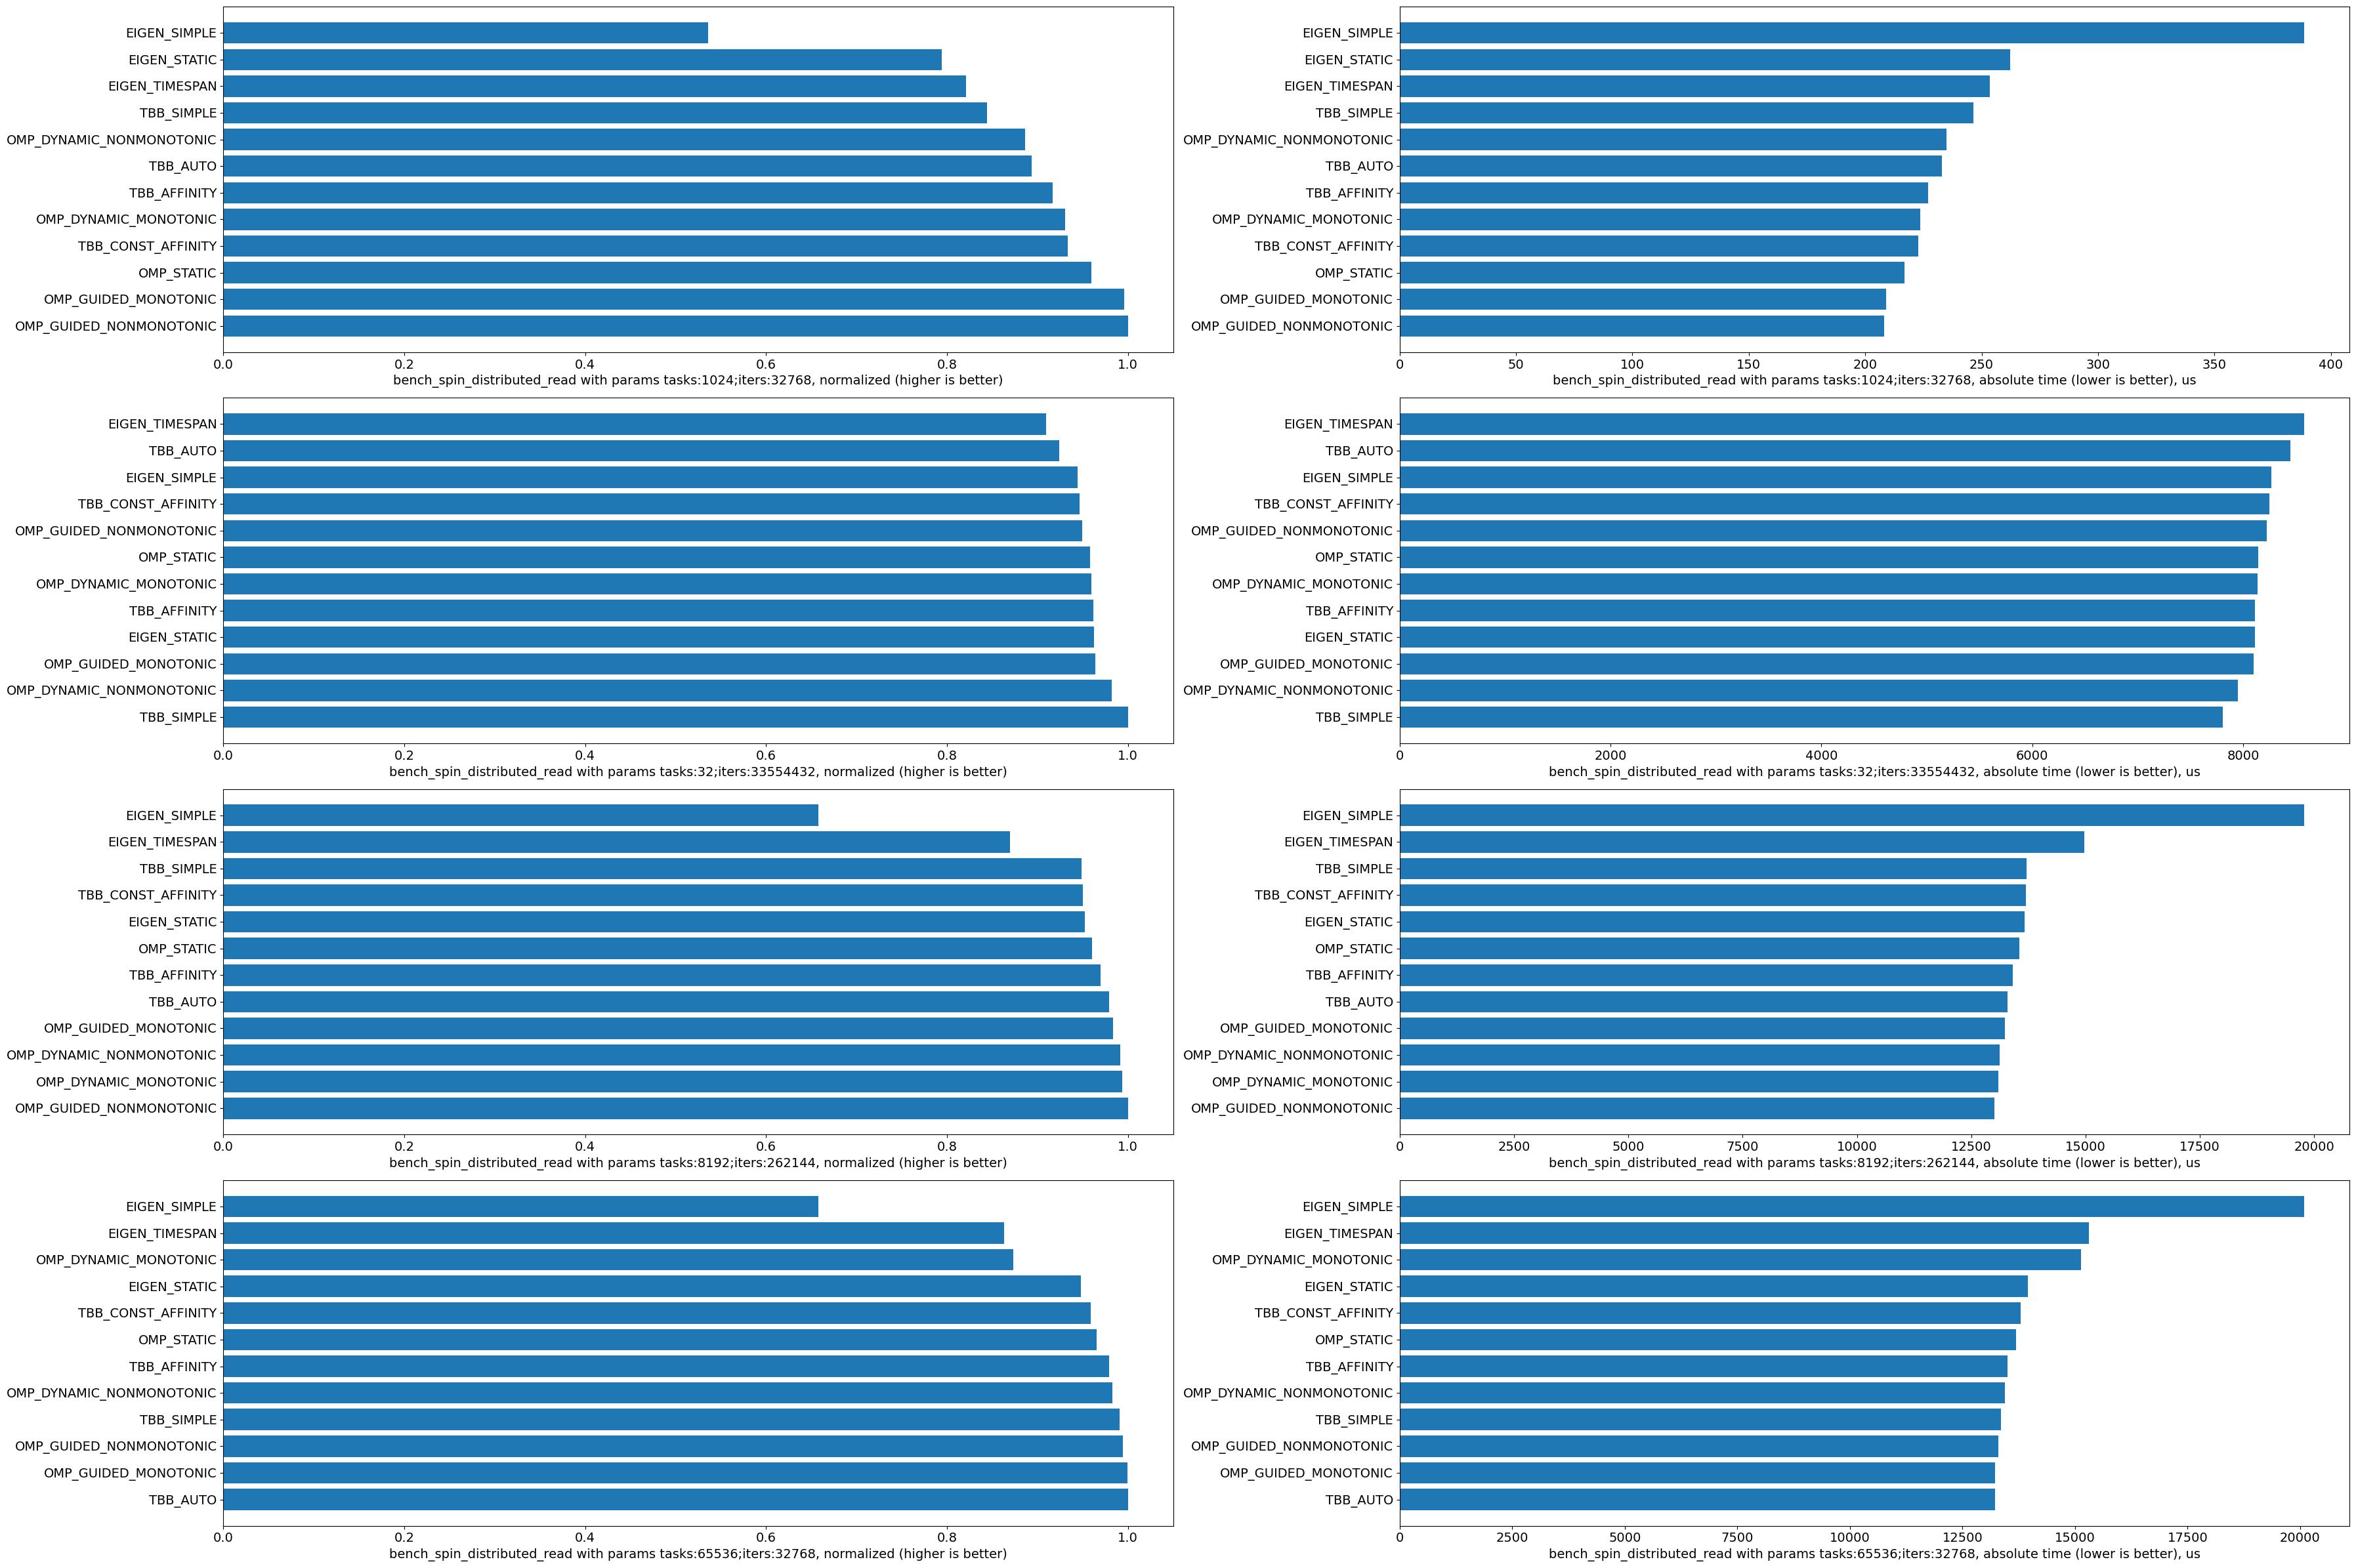 EIGEN_SIMPLE
EIGEN_STATIC
EIGEN_TIMESPAN
TBB_SIMPLE
OMP_DYNAMIC_NONMONOTONIC
TBB_AUTO
TBB_AFFINITY
OMP_DYNAMIC_MONOTONIC
TBB_CONST_AFFINITY
OMP_STATIC
OMP_GUIDED_MONOTONIC
OMP_GUIDED_NONMONOTONIC
0.0 0.2 0.4 0.6 0.8 1.0
bench_spin_distributed_read with params tasks:1024;iters:32768, normalized (higher is better)
EIGEN_SIMPLE
EIGEN_STATIC
EIGEN_TIMESPAN
TBB_SIMPLE
OMP_DYNAMIC_NONMONOTONIC
TBB_AUTO
TBB_AFFINITY
OMP_DYNAMIC_MONOTONIC
TBB_CONST_AFFINITY
OMP_STATIC
OMP_GUIDED_MONOTONIC
OMP_GUIDED_NONMONOTONIC
0 50 100 150 200 250 300 350 400
bench_spin_distributed_read with params tasks:1024;iters:32768, absolute time (lower is better), us
EIGEN_TIMESPAN
TBB_AUTO
EIGEN_SIMPLE
TBB_CONST_AFFINITY
OMP_GUIDED_NONMONOTONIC
OMP_STATIC
OMP_DYNAMIC_MONOTONIC
TBB_AFFINITY
EIGEN_STATIC
OMP_GUIDED_MONOTONIC
OMP_DYNAMIC_NONMONOTONIC
TBB_SIMPLE
0.0 0.2 0.4 0.6 0.8 1.0
bench_spin_distributed_read with params tasks:32;iters:33554432, normalized (higher is better)
EIGEN_TIMESPAN
TBB_AUTO
EIGEN_SIMPLE
TBB_CONST_AFFINITY
OMP_GUIDED_NONMONOTONIC
OMP_STATIC
OMP_DYNAMIC_MONOTONIC
TBB_AFFINITY
EIGEN_STATIC
OMP_GUIDED_MONOTONIC
OMP_DYNAMIC_NONMONOTONIC
TBB_SIMPLE
0 2000 4000 6000 8000
bench_spin_distributed_read with params tasks:32;iters:33554432, absolute time (lower is better), us
EIGEN_SIMPLE
EIGEN_TIMESPAN
TBB_SIMPLE
TBB_CONST_AFFINITY
EIGEN_STATIC
OMP_STATIC
TBB_AFFINITY
TBB_AUTO
OMP_GUIDED_MONOTONIC
OMP_DYNAMIC_NONMONOTONIC
OMP_DYNAMIC_MONOTONIC
OMP_GUIDED_NONMONOTONIC
0.0 0.2 0.4 0.6 0.8 1.0
bench_spin_distributed_read with params tasks:8192;iters:262144, normalized (higher is better)
EIGEN_SIMPLE
EIGEN_TIMESPAN
TBB_SIMPLE
TBB_CONST_AFFINITY
EIGEN_STATIC
OMP_STATIC
TBB_AFFINITY
TBB_AUTO
OMP_GUIDED_MONOTONIC
OMP_DYNAMIC_NONMONOTONIC
OMP_DYNAMIC_MONOTONIC
OMP_GUIDED_NONMONOTONIC
0 2500 5000 7500 10000 12500 15000 17500 20000
bench_spin_distributed_read with params tasks:8192;iters:262144, absolute time (lower is better), us
EIGEN_SIMPLE
EIGEN_TIMESPAN
OMP_DYNAMIC_MONOTONIC
EIGEN_STATIC
TBB_CONST_AFFINITY
OMP_STATIC
TBB_AFFINITY
OMP_DYNAMIC_NONMONOTONIC
TBB_SIMPLE
OMP_GUIDED_NONMONOTONIC
OMP_GUIDED_MONOTONIC
TBB_AUTO
0.0 0.2 0.4 0.6 0.8 1.0
bench_spin_distributed_read with params tasks:65536;iters:32768, normalized (higher is better)
EIGEN_SIMPLE
EIGEN_TIMESPAN
OMP_DYNAMIC_MONOTONIC
EIGEN_STATIC
TBB_CONST_AFFINITY
OMP_STATIC
TBB_AFFINITY
OMP_DYNAMIC_NONMONOTONIC
TBB_SIMPLE
OMP_GUIDED_NONMONOTONIC
OMP_GUIDED_MONOTONIC
TBB_AUTO
0 2500 5000 7500 10000 12500 15000 17500 20000
bench_spin_distributed_read with params tasks:65536;iters:32768, absolute time (lower is better), us